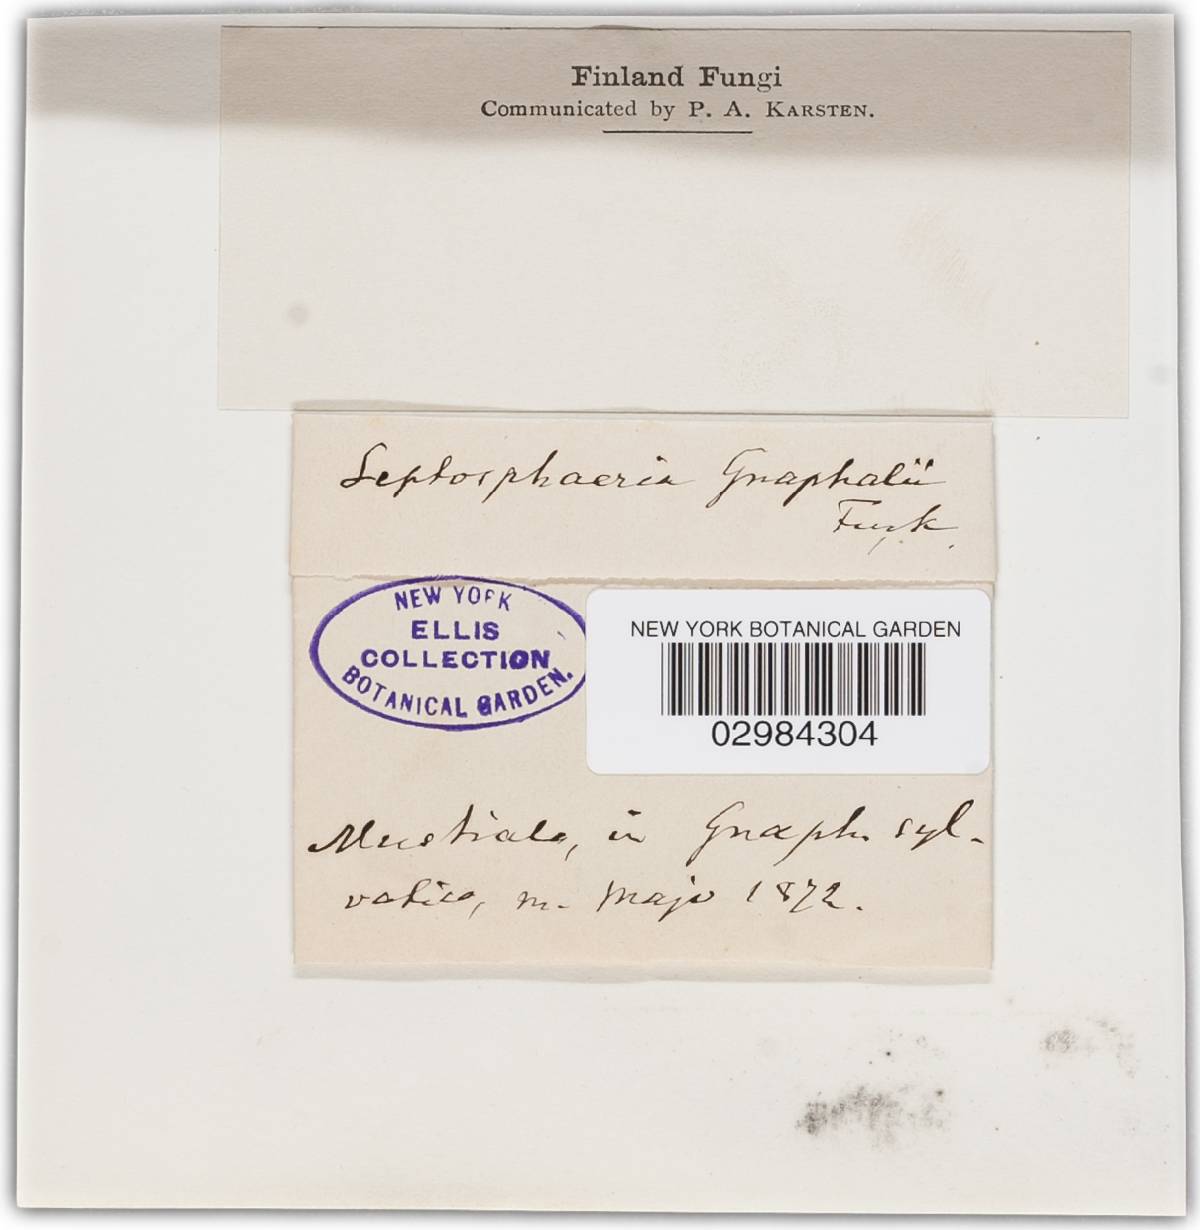 Finland Fungi
Communicated by P. A. KARSTEN.
Leptosphaeria Gnaphalii
Fuck.
NEW YORK
ELLIS
COLLECTION
BOTANICAL GARDEN.
NEW YORK BOTANICAL GARDEN
02984304
Mustiala, in Gnaph. syl-
vatico, m. Majo 1872.